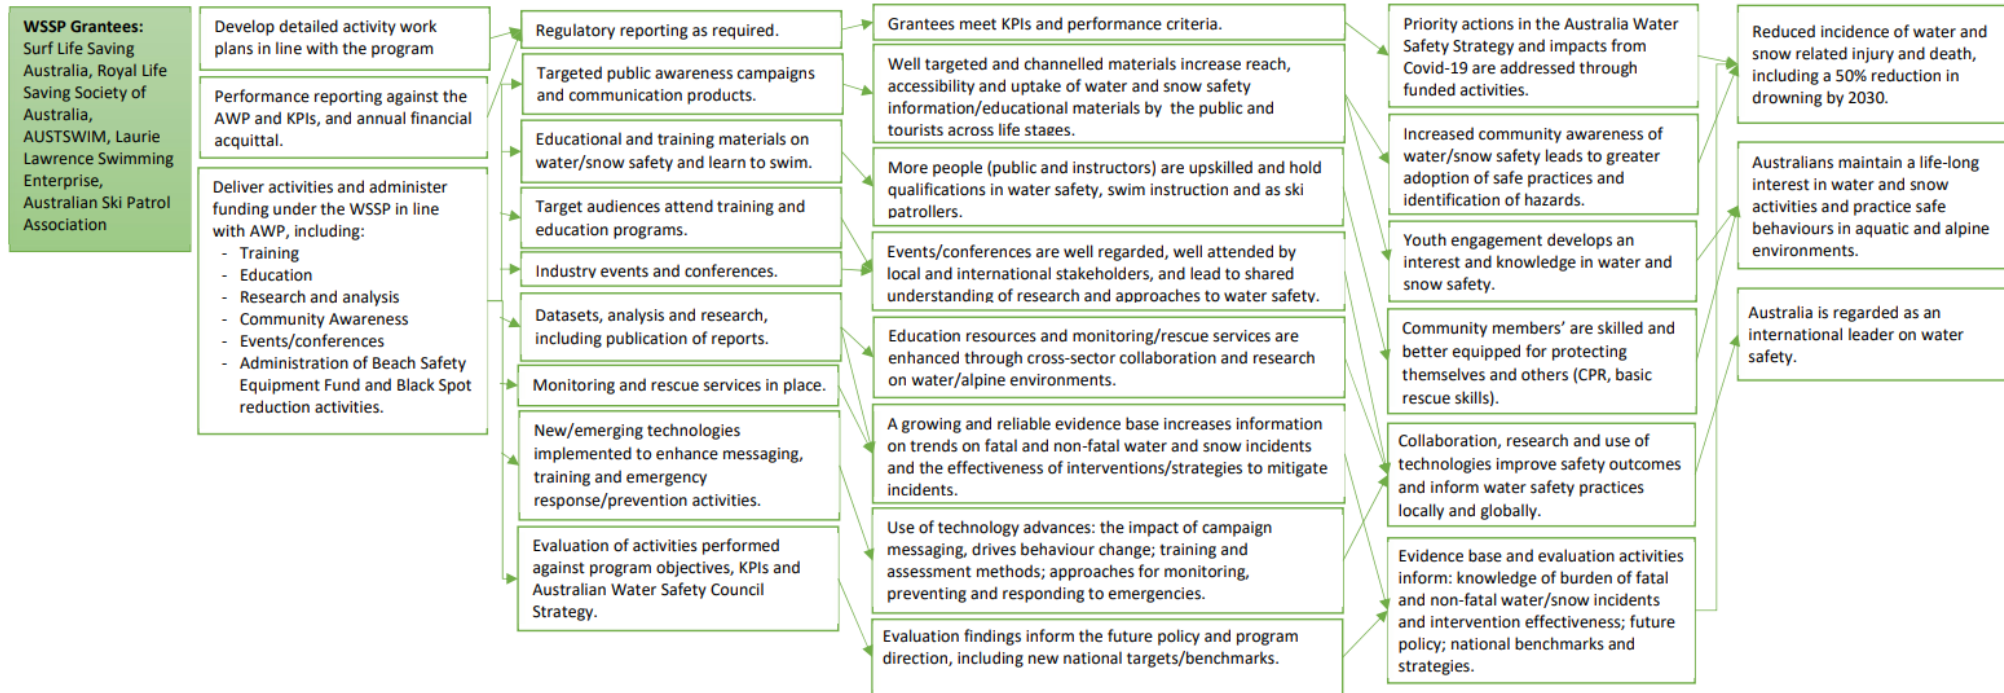 WSSP Grantees:
Surf Life Saving
Australia, Royal Life
Saving Society of
Australia,
AUSTSWIM, Laurie
Lawrence Swimming
Enterprise,
Australian Ski Patrol
Association
Develop detailed activity work
plans in line with the program
Performance reporting against the
AWP and KPIs, and annual financial
acquittal.
Deliver activities and administer
funding under the WSSP in line
with AWP, including:
- Training
- Education
- Research and analysis
- Community Awareness
- Events/conferences
- Administration of Beach Safety
Equipment Fund and Black Spot
reduction activities.
Regulatory reporting as required.
Targeted public awareness campaigns
and communication products.
Educational and training materials on
water/snow safety and learn to swim.
Target audiences attend training and
education programs.
Industry events and conferences.
Datasets, analysis and research,
including publication of reports.
Monitoring and rescue services in place.
New/emerging technologies
implemented to enhance messaging,
training and emergency
response/prevention activities.
Evaluation of activities performed
against program objectives, KPIs and
Australian Water Safety Council
Strategy.
Grantees meet KPIs and performance criteria.
Well targeted and channelled materials increase reach,
accessibility and uptake of water and snow safety
information/educational materials by the public and
tourists across life stages.
More people (public and instructors) are upskilled and hold
qualifications in water safety, swim instruction and as ski
patrollers.
Events/conferences are well regarded, well attended by
local and international stakeholders, and lead to shared
understanding of research and approaches to water safety.
Education resources and monitoring/rescue services are
enhanced through cross-sector collaboration and research
on water/alpine environments.
A growing and reliable evidence base increases information
on trends on fatal and non-fatal water and snow incidents
and the effectiveness of interventions/strategies to mitigate
incidents.
Use of technology advances: the impact of campaign
messaging, drives behaviour change; training and
assessment methods; approaches for monitoring,
preventing and responding to emergencies.
Evaluation findings inform the future policy and program
direction, including new national targets/benchmarks.
Priority actions in the Australia Water
Safety Strategy and impacts from
Covid-19 are addressed through
funded activities.
Increased community awareness of
water/snow safety leads to greater
adoption of safe practices and
identification of hazards.
Youth engagement develops an
interest and knowledge in water and
snow safety.
Community members' are skilled and
better equipped for protecting
themselves and others (CPR, basic
rescue skills).
Collaboration, research and use of
technologies improve safety outcomes
and inform water safety practices
locally and globally.
Evidence base and evaluation activities
inform: knowledge of burden of fatal
and non-fatal water/snow incidents
and intervention effectiveness; future
policy; national benchmarks and
strategies.
Reduced incidence of water and
snow related injury and death,
including a 50% reduction in
drowning by 2030.
Australians maintain a life-long
interest in water and snow
activities and practice safe
behaviours in aquatic and alpine
environments.
Australia is regarded as an
international leader on water
safety.